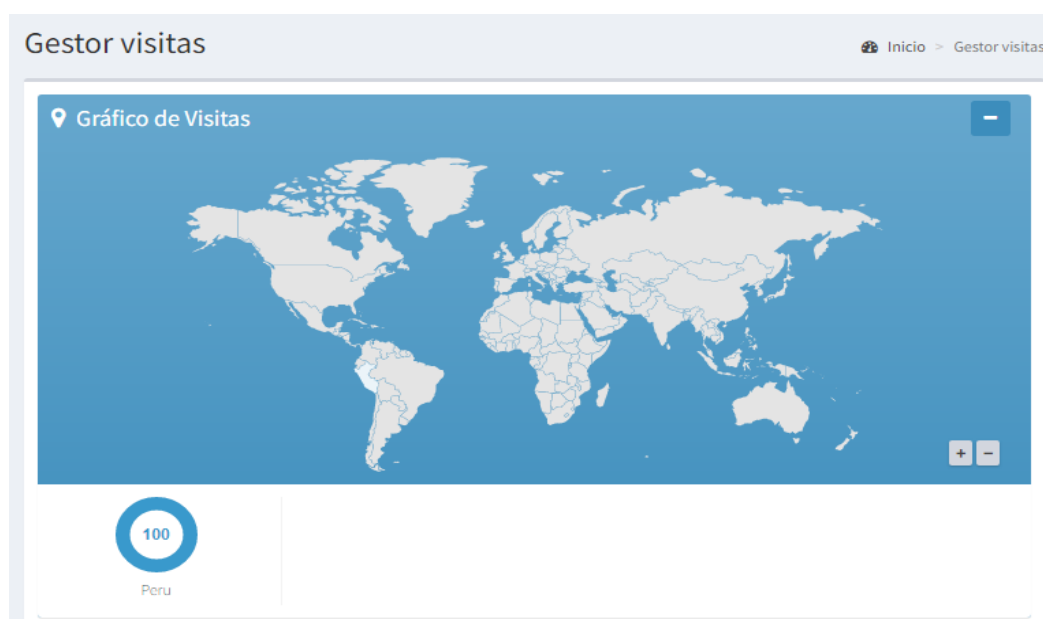 Gestor visitas
Inicio > Gestor visitas
Gráfico de Visitas
+ −
100
Peru